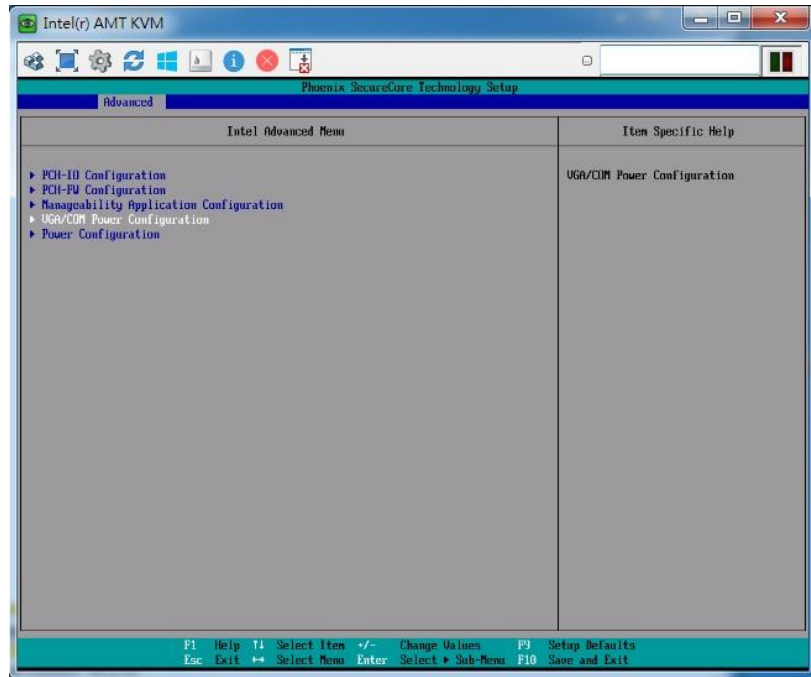 Intel(r) AMT KVM
Phoenix SecureCore Technology Setup
Advanced
Intel Advanced Menu
Item Specific Help
▶ PCH-IO Configuration
▶ PCH-FW Configuration
▶ Manageability Application Configuration
▶ VGA/COM Power Configuration
▶ Power Configuration
VGA/COM Power Configuration
F1 Help ↑↓ Select Item +/- Change Values F9 Setup Defaults
Esc Exit ↔ Select Menu Enter Select ▶ Sub-Menu F10 Save and Exit